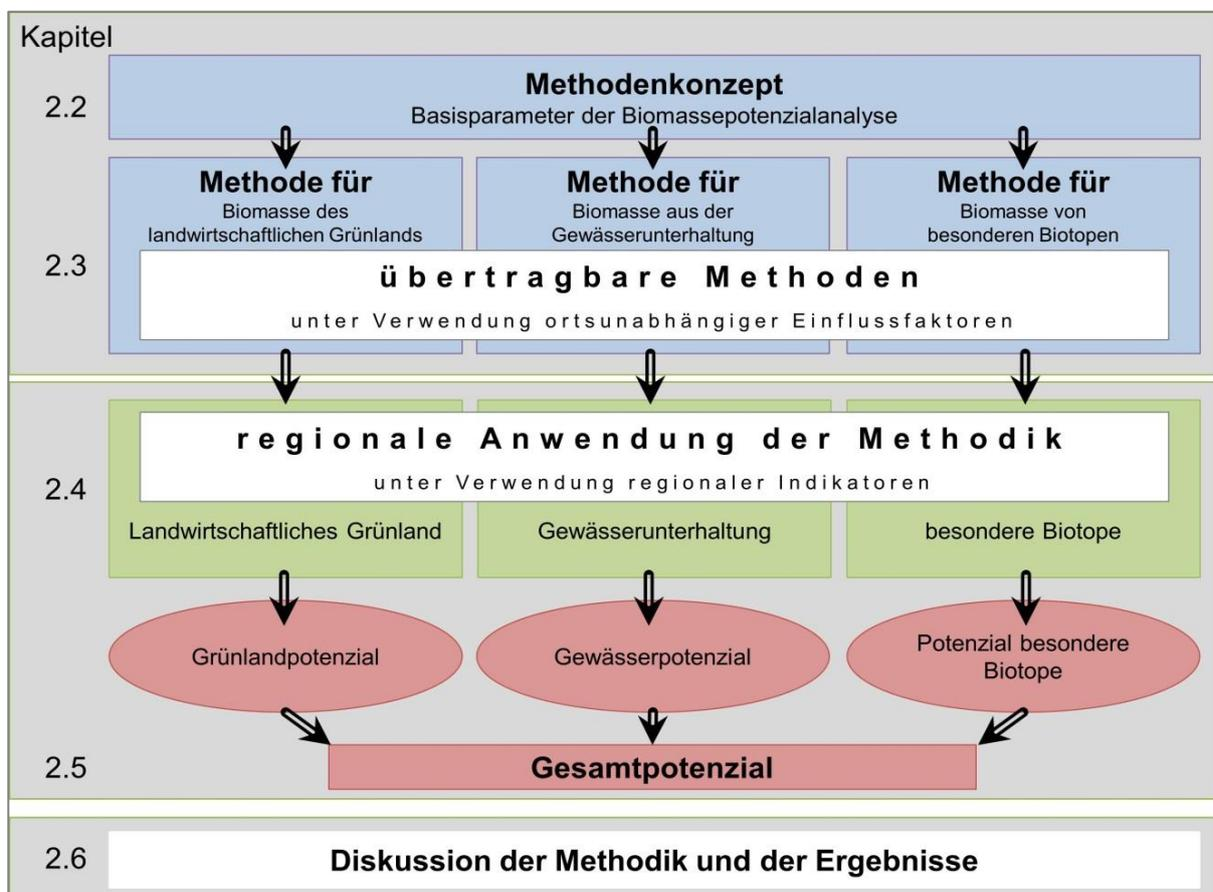 Kapitel
2.2
Methodenkonzept
Basisparameter der Biomassepotenzialanalyse
2.3
Methode für
Biomasse des
landwirtschaftlichen Grünlands
Methode für
Biomasse aus der
Gewässerunterhaltung
Methode für
Biomasse von
besonderen Biotopen
übertragbare Methoden
unter Verwendung ortsunabhängiger Einflussfaktoren
2.4
regionale Anwendung der Methodik
unter Verwendung regionaler Indikatoren
Landwirtschaftliches Grünland
Gewässerunterhaltung
besondere Biotope
Grünlandpotenzial
Gewässerpotenzial
Potenzial besondere
Biotope
2.5
Gesamtpotenzial
2.6
Diskussion der Methodik und der Ergebnisse